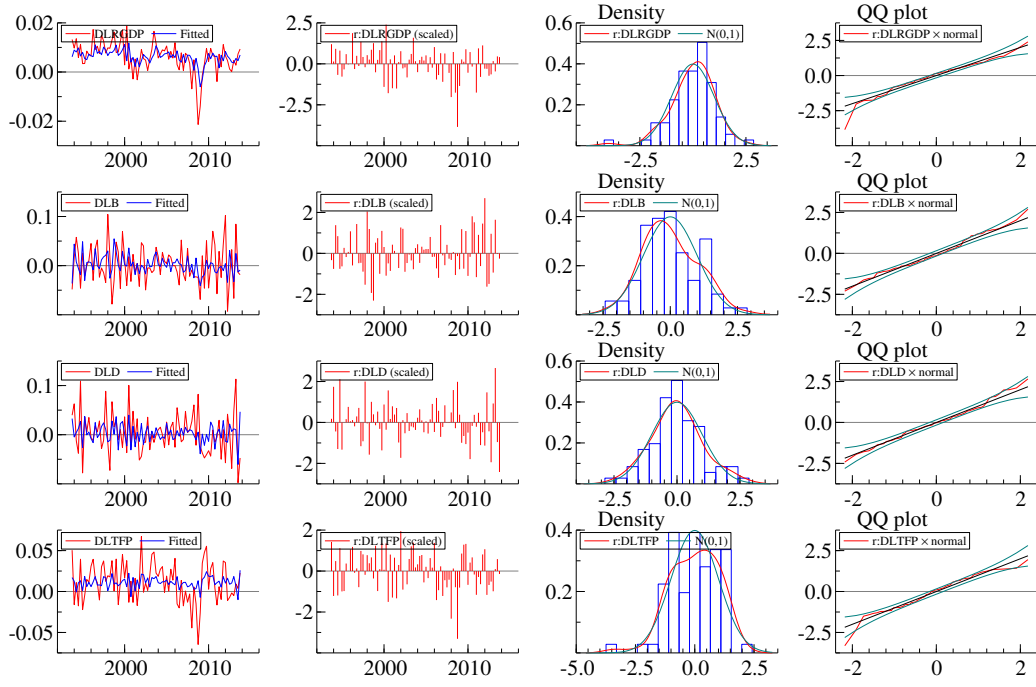 Density QQ plot
0.02 DLRGDP Fitted 2.5 r:DLRGDP (scaled) 0.6 r:DLRGDP N(0,1) 2.5 r:DLRGDP × normal
0.00 0.0 0.4 0.0
-0.02 -2.5 0.2 -2.5
2000 2010 2000 2010 -2.5 0.0 2.5 -2 0 2
Density QQ plot
0.1 DLB Fitted 2 r:DLB (scaled) 0.4 r:DLB N(0,1) 2.5 r:DLB × normal
0.0 0 0.2 0.0
-2 -2.5
2000 2010 2000 2010 -2.5 0.0 2.5 -2 0 2
Density QQ plot
0.1 DLD Fitted 2 r:DLD (scaled) 0.6 r:DLD N(0,1) 2.5 r:DLD × normal
0.0 0 0.4 0.0
-2 0.2 -2.5
2000 2010 2000 2010 -2.5 0.0 2.5 -2 0 2
Density QQ plot
0.05 DLTFP Fitted 2 r:DLTFP (scaled) 0.4 r:DLTFP N(0,1) 2.5 r:DLTFP × normal
0.00 0 0.2 0.0
-0.05 -2 -2.5
2000 2010 2000 2010 -5.0 -2.5 0.0 2.5 -2 0 2